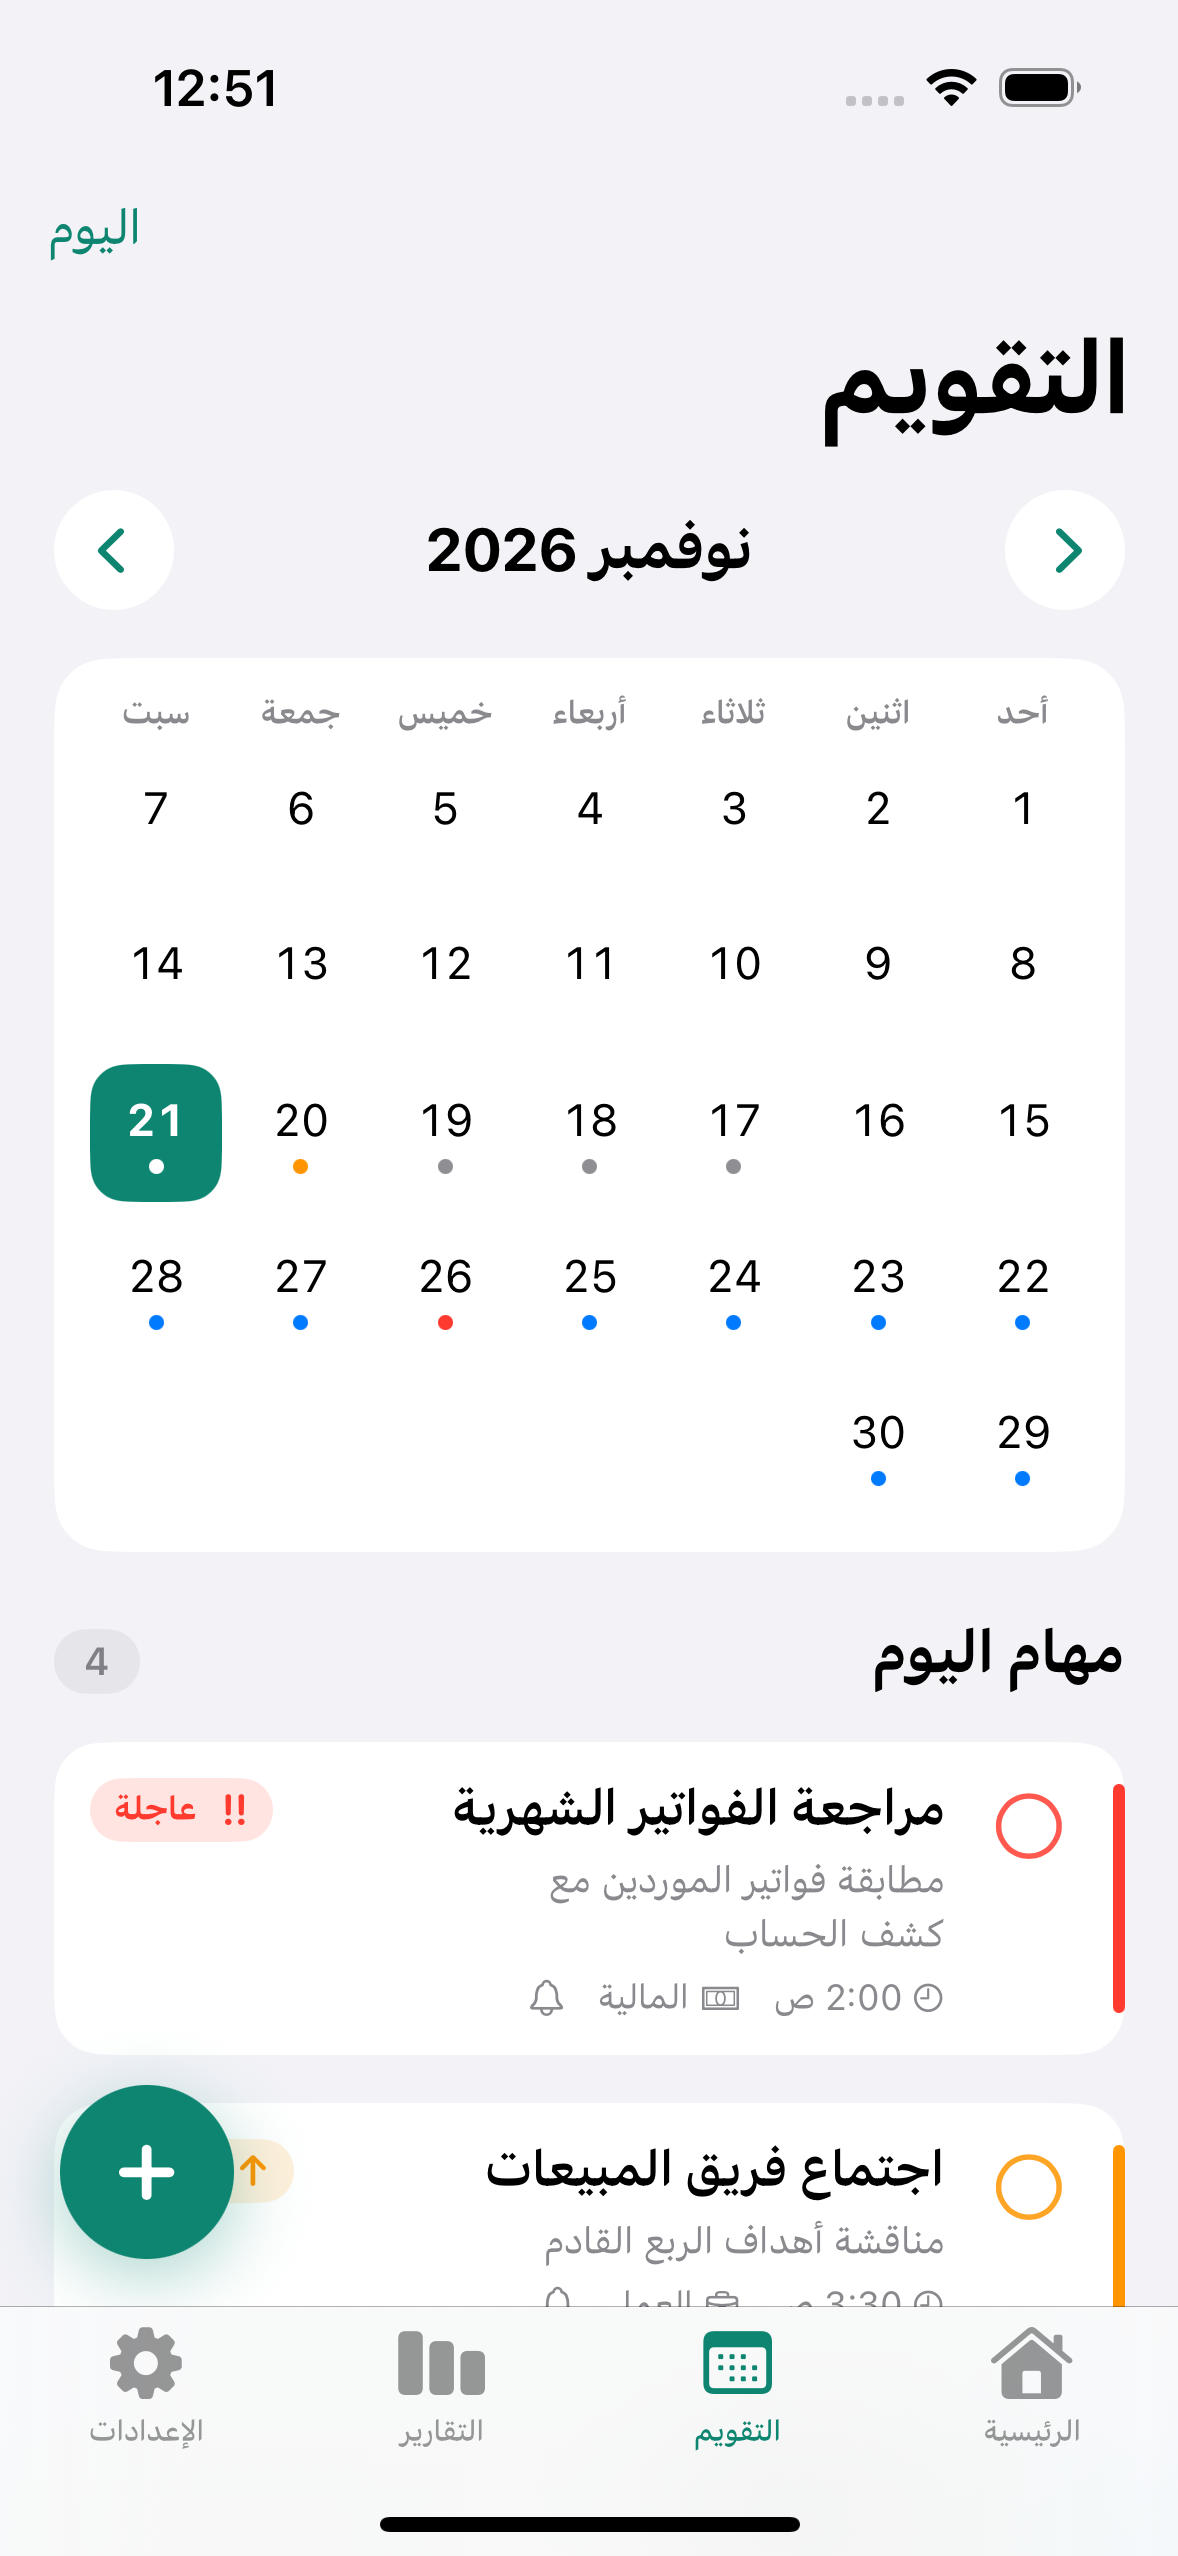 12:51
اليوم
التقويم
نوفمبر 2026
أحد اثنين ثلاثاء أربعاء خميس جمعة سبت
1 2 3 4 5 6 7
8 9 10 11 12 13 14
15 16 17 18 19 20 21
22 23 24 25 26 27 28
29 30
مهام اليوم 4
مراجعة الفواتير الشهرية !! عاجلة
مطابقة فواتير الموردين مع
كشف الحساب
2:00 ص المالية
اجتماع فريق المبيعات
مناقشة أهداف الربع القادم
3:30 ص العمل
الرئيسية التقويم التقارير الإعدادات